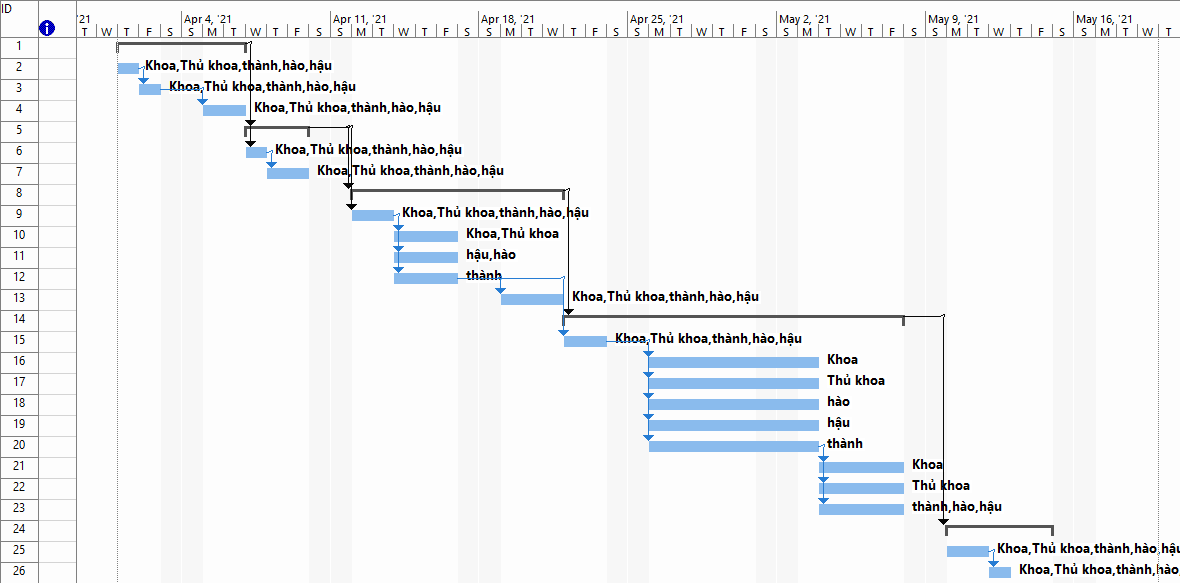 ID '21 Apr 4, '21 Apr 11, '21 Apr 18, '21 Apr 25, '21 May 2, '21 May 9, '21 May 16, '21
i T W T F S S M T W T F S S M T W T F S S M T W T F S S M T W T F S S M T W T F S S M T W T F S S M T W T
1
2 Khoa,Thủ khoa,thành,hào,hậu
3 Khoa,Thủ khoa,thành,hào,hậu
4 Khoa,Thủ khoa,thành,hào,hậu
5
6 Khoa,Thủ khoa,thành,hào,hậu
7 Khoa,Thủ khoa,thành,hào,hậu
8
9 Khoa,Thủ khoa,thành,hào,hậu
10 Khoa,Thủ khoa
11 hậu,hào
12 thành
13 Khoa,Thủ khoa,thành,hào,hậu
14
15 Khoa,Thủ khoa,thành,hào,hậu
16 Khoa
17 Thủ khoa
18 hào
19 hậu
20 thành
21 Khoa
22 Thủ khoa
23 thành,hào,hậu
24
25 Khoa,Thủ khoa,thành,hào,hậu
26 Khoa,Thủ khoa,thành,hào,